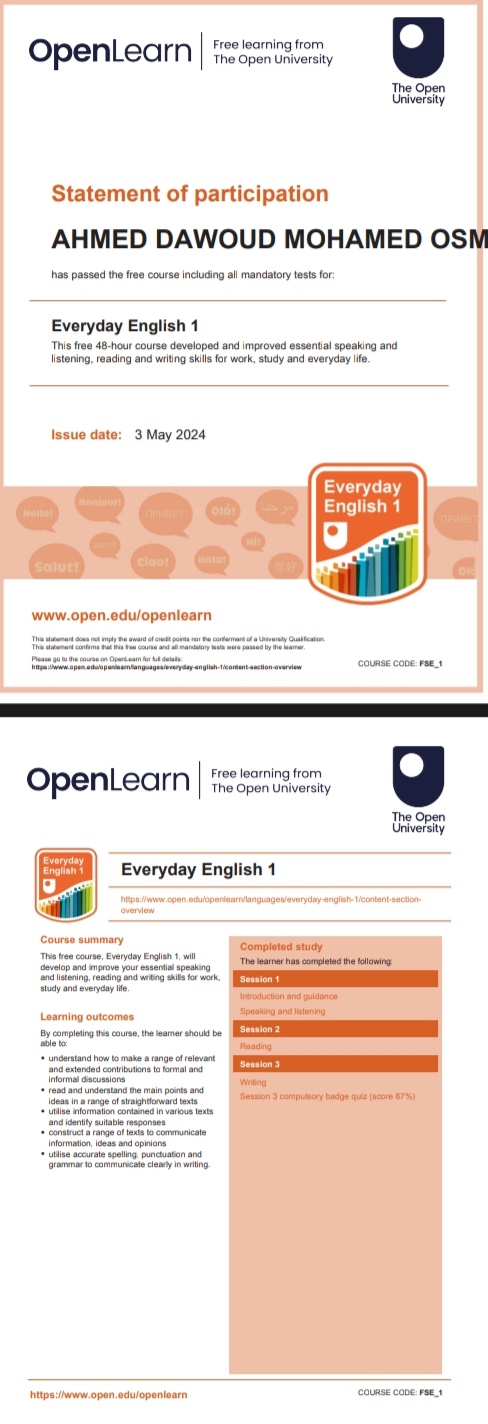 OpenLearn
Free learning from
The Open University
The Open
University
Statement of participation
AHMED DAWOUD MOHAMED OSM
has passed the free course including all mandatory tests for:
Everyday English 1
This free 48-hour course developed and improved essential speaking and
listening, reading and writing skills for work, study and everyday life.
Issue date: 3 May 2024
Everyday
English 1
Hello!
Bonjour!
ПРИВЕТ!
Olá!
مرحبا
ПРИВЕТ
Salut!
Ciao!
Hola!
Hi!
你好
Ol
www.open.edu/openlearn
This statement does not imply the award of credit points nor the conferment of a University Qualification.
This statement confirms that this free course and all mandatory tests were passed by the learner.
Please go to the course on OpenLearn for full details:
https://www.open.edu/openlearn/languages/everyday-english-1/content-section-overview
COURSE CODE: FSE_1
OpenLearn
Free learning from
The Open University
The Open
University
Everyday
English 1
Everyday English 1
https://www.open.edu/openlearn/languages/everyday-english-1/content-section-
overview
Course summary
This free course, Everyday English 1, will
develop and improve your essential speaking
and listening, reading and writing skills for work,
study and everyday life.
Learning outcomes
By completing this course, the learner should be
able to:
• understand how to make a range of relevant
and extended contributions to formal and
informal discussions
• read and understand the main points and
ideas in a range of straightforward texts
• utilise information contained in various texts
and identify suitable responses
• construct a range of texts to communicate
information, ideas and opinions
• utilise accurate spelling, punctuation and
grammar to communicate clearly in writing.
Completed study
The learner has completed the following:
Session 1
Introduction and guidance
Speaking and listening
Session 2
Reading
Session 3
Writing
Session 3 compulsory badge quiz (score 87%)
https://www.open.edu/openlearn
COURSE CODE: FSE_1